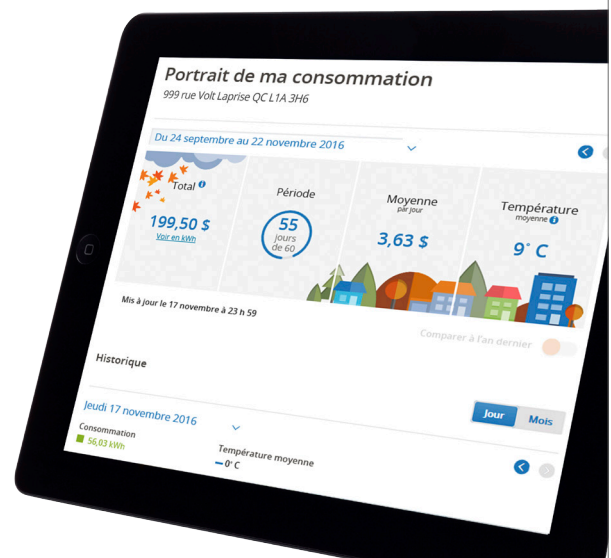 Portrait de ma consommation
999 rue Volt Laprise QC L1A 3H6
Du 24 septembre au 22 novembre 2016
Total
199,50 $
Voir en kWh
Période
55
jours
de 60
Moyenne
par jour
3,63 $
Température
moyenne
9° C
Mis à jour le 17 novembre à 23 h 59
Comparer à l'an dernier
Historique
Jour
Mois
Jeudi 17 novembre 2016
Consommation
56,03 kWh
Température moyenne
0° C